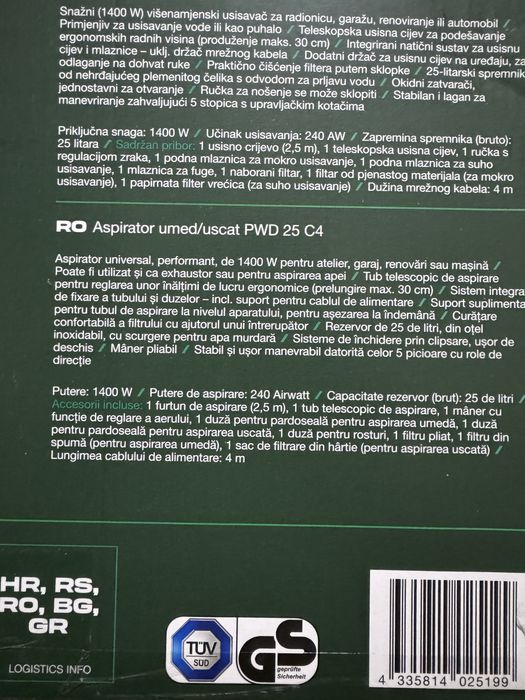 Snažni (1400 W) višenamjenski usisavač za radionicu, garažu, renoviranje ili automobil /
Primjenjiv za usisavanje vode ili kao puhalo / Teleskopska usisna cijev za podešavanje
ergonomskih radnih visina (produženje maks. 30 cm) / Integrirani natični sustav za usisnu
cijev i mlaznice – uklj. držač mrežnog kabela / Dodatni držač za usisnu cijev na uređaju, za
odlaganje na dohvat ruke / Praktično čišćenje filtera putem sklopke / 25-litarski spremnik
od nehrđajućeg plemenitog čelika s odvodom za prljavu vodu / Okidni zatvarači,
jednostavni za otvaranje / Ručka za nošenje se može sklopiti / Stabilan i lagan za
manevriranje zahvaljujući 5 stopica s upravljačkim kotačima
Priključna snaga: 1400 W / Učinak usisavanja: 240 AW / Zapremina spremnika (bruto):
25 litara / Sadržan pribor: 1 usisno crijevo (2,5 m), 1 teleskopska usisna cijev, 1 ručka s
regulacijom zraka, 1 podna mlaznica za mokro usisavanje, 1 podna mlaznica za suho
usisavanje, 1 mlaznica za fuge, 1 naborani filtar, 1 filtar od pjenastog materijala (za mokro
usisavanje), 1 papirnata filter vrećica (za suho usisavanje) / Dužina mrežnog kabela: 4 m
RO Aspirator umed/uscat PWD 25 C4
Aspirator universal, performant, de 1400 W pentru atelier, garaj, renovări sau mașină /
Poate fi utilizat și ca exhaustor sau pentru aspirarea apei / Tub telescopic de aspirare
pentru reglarea unor înălțimi de lucru ergonomice (prelungire max. 30 cm) / Sistem integrat
de fixare a tubului și duzelor – incl. suport pentru cablul de alimentare / Suport suplimentar
pentru tubul de aspirare la nivelul aparatului, pentru așezarea la îndemână / Curățare
confortabilă a filtrului cu ajutorul unui întrerupător / Rezervor de 25 de litri, din oțel
inoxidabil, cu scurgere pentru apa murdară / Sisteme de închidere prin clipsare, ușor de
deschis / Mâner pliabil / Stabil și ușor manevrabil datorită celor 5 picioare cu role de
direcție
Putere: 1400 W / Putere de aspirare: 240 Airwatt / Capacitate rezervor (brut): 25 de litri /
Accesorii incluse: 1 furtun de aspirare (2,5 m), 1 tub telescopic de aspirare, 1 mâner cu
funcție de reglare a aerului, 1 duză pentru pardoseală pentru aspirarea umedă, 1 duză
pentru pardoseală pentru aspirarea uscată, 1 duză pentru rosturi, 1 filtru pliat, 1 filtru din
spumă (pentru aspirarea umedă), 1 sac de filtrare din hârtie (pentru aspirarea uscată) /
Lungimea cablului de alimentare: 4 m
HR, RS,
RO, BG,
GR
LOGISTICS INFO
TÜV
SÜD
GS
geprüfte
Sicherheit
4 335814 025199